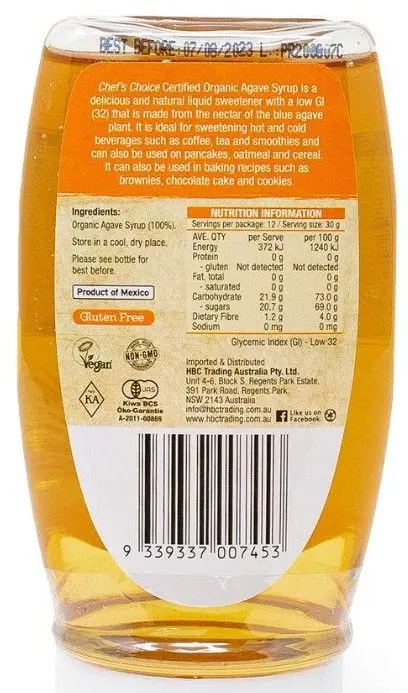 BEST BEFORE 07/08/2023 L :PR200807C
Chef's Choice Certified Organic Agave Syrup is a
delicious and natural liquid sweetener with a low GI
(32) that is made from the nectar of the blue agave
plant. It is ideal for sweetening hot and cold
beverages such as coffee, tea and smoothies and
can also be used on pancakes, oatmeal and cereal.
It can also be used in baking recipes such as
brownies, chocolate cake and cookies.
Ingredients:
Organic Agave Syrup (100%).
Store in a cool, dry place.
Please see bottle for
best before.
Product of Mexico
Gluten Free
NUTRITION INFORMATION
Servings per package: 12 / Serving size: 30 g
AVE. QTY per Serve per 100 g
Energy 372 kJ 1240 kJ
Protein 0 g 0 g
- gluten Not detected Not detected
Fat, total 0 g 0 g
- saturated 0 g 0 g
Carbohydrate 21.9 g 73.0 g
- sugars 20.7 g 69.0 g
Dietary Fibre 1.2 g 4.0 g
Sodium 0 mg 0 mg
Glycemic Index (GI) - Low 32
Vegan
NON-GMO
KA
JAS
Kiwa BCS
Öko-Garantie
A-2011-00869
Imported & Distributed
HBC Trading Australia Pty. Ltd.
Unit 4-6, Block S, Regents Park Estate,
391 Park Road, Regents Park,
NSW 2143 Australia
info@hbctrading.com.au
www.hbctrading.com.au
Like us on
Facebook
9 339337 007453